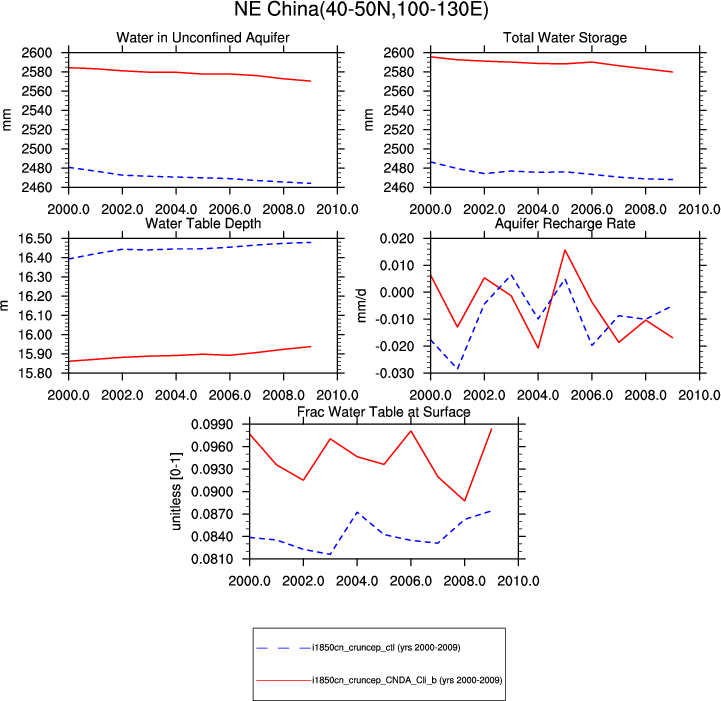 NE China(40-50N,100-130E)
Water in Unconfined Aquifer
2600
2580
2560
2540
2520
2500
2480
2460
mm
2000.0 2002.0 2004.0 2006.0 2008.0 2010.0
Total Water Storage
2600
2580
2560
2540
2520
2500
2480
2460
mm
2000.0 2002.0 2004.0 2006.0 2008.0 2010.0
Water Table Depth
16.50
16.40
16.30
16.20
16.10
16.00
15.90
15.80
m
2000.0 2002.0 2004.0 2006.0 2008.0 2010.0
Aquifer Recharge Rate
0.020
0.010
0.000
-0.010
-0.020
-0.030
mm/d
2000.0 2002.0 2004.0 2006.0 2008.0 2010.0
Frac Water Table at Surface
0.0990
0.0960
0.0930
0.0900
0.0870
0.0840
0.0810
unitless [0-1]
2000.0 2002.0 2004.0 2006.0 2008.0 2010.0
i1850cn_cruncep_ctl (yrs 2000-2009)
i1850cn_cruncep_CNDA_Cli_b (yrs 2000-2009)